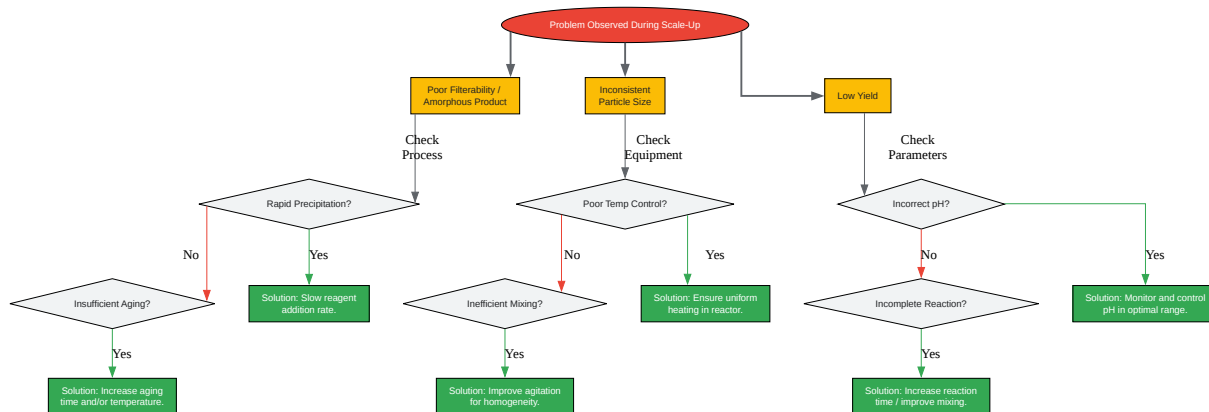 Problem Observed During Scale-Up
Poor Filterability /
Amorphous Product
Inconsistent
Particle Size
Low Yield
Check
Process
Check
Equipment
Check
Parameters
Rapid Precipitation?
Poor Temp Control?
Incorrect pH?
No
Yes
No
Yes
No
Yes
Insufficient Aging?
Solution: Slow reagent
addition rate.
Inefficient Mixing?
Solution: Ensure uniform
heating in reactor.
Incomplete Reaction?
Solution: Monitor and control
pH in optimal range.
Yes
Yes
Yes
Solution: Increase aging
time and/or temperature.
Solution: Improve agitation
for homogeneity.
Solution: Increase reaction
time / improve mixing.